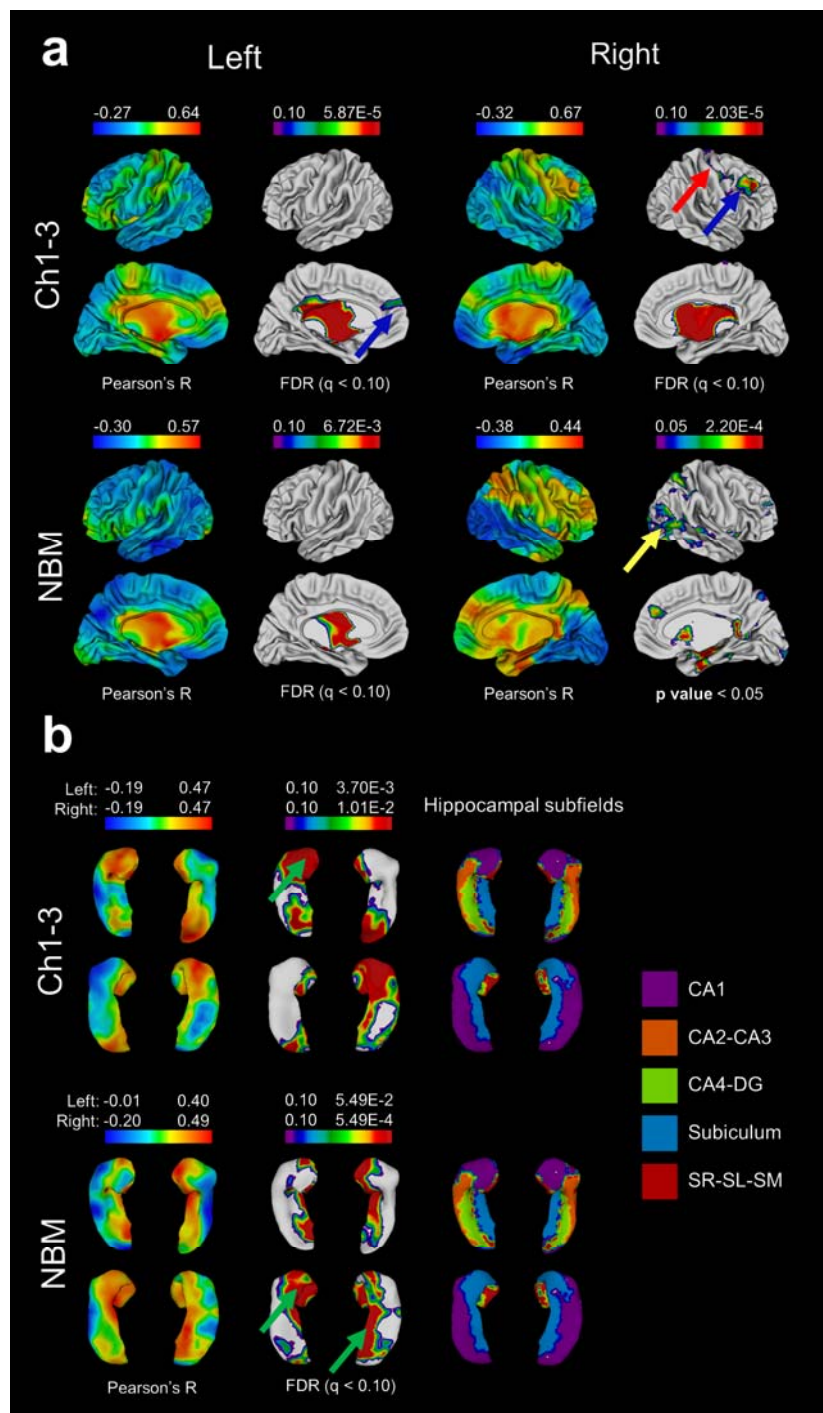 a
Left Right
-0.27 0.64 0.10 5.87E-5 -0.32 0.67 0.10 2.03E-5
Ch1-3
Pearson's R FDR (q < 0.10) Pearson's R FDR (q < 0.10)
-0.30 0.57 0.10 6.72E-3 -0.38 0.44 0.05 2.20E-4
NBM
Pearson's R FDR (q < 0.10) Pearson's R p value < 0.05
b
Left: -0.19 0.47 0.10 3.70E-3
Right: -0.19 0.47 0.10 1.01E-2
Hippocampal subfields
Ch1-3
CA1
CA2-CA3
CA4-DG
Subiculum
SR-SL-SM
Left: -0.01 0.40 0.10 5.49E-2
Right: -0.20 0.49 0.10 5.49E-4
NBM
Pearson's R FDR (q < 0.10)